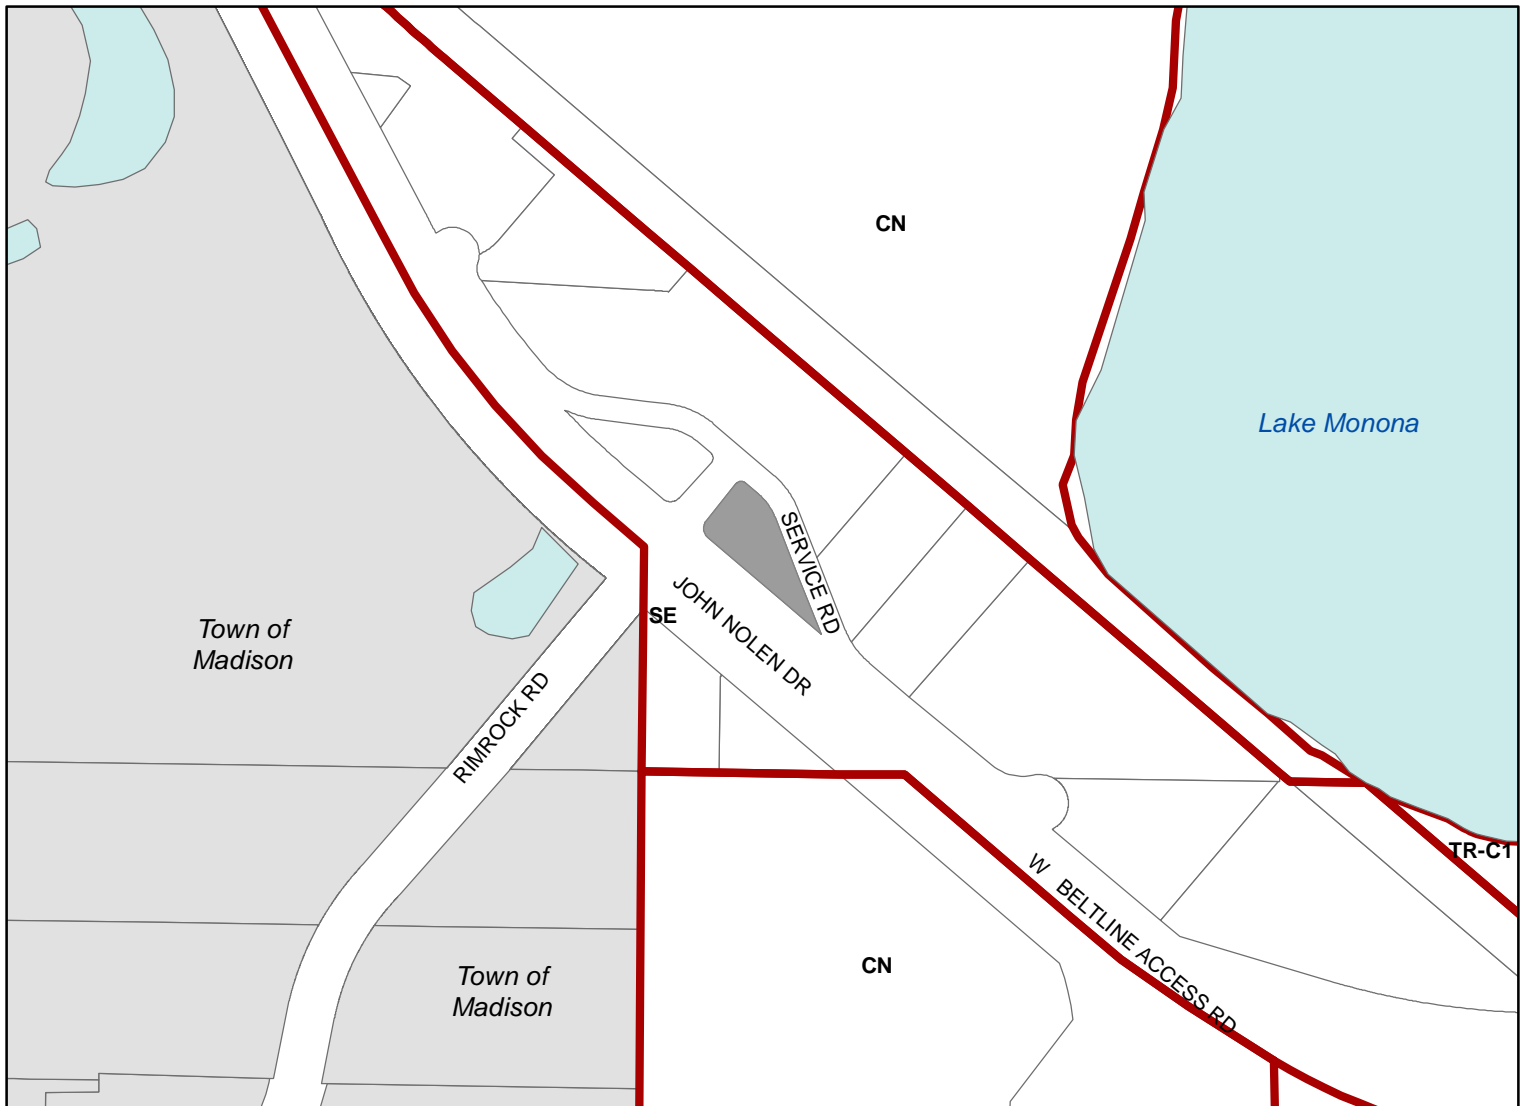 CN
Lake Monona
SERVICE RD
SE
JOHN NOLEN DR
Town of
Madison
RIMROCK RD
TR-C1
W BELTLINE ACCESS RD
CN
Town of
Madison